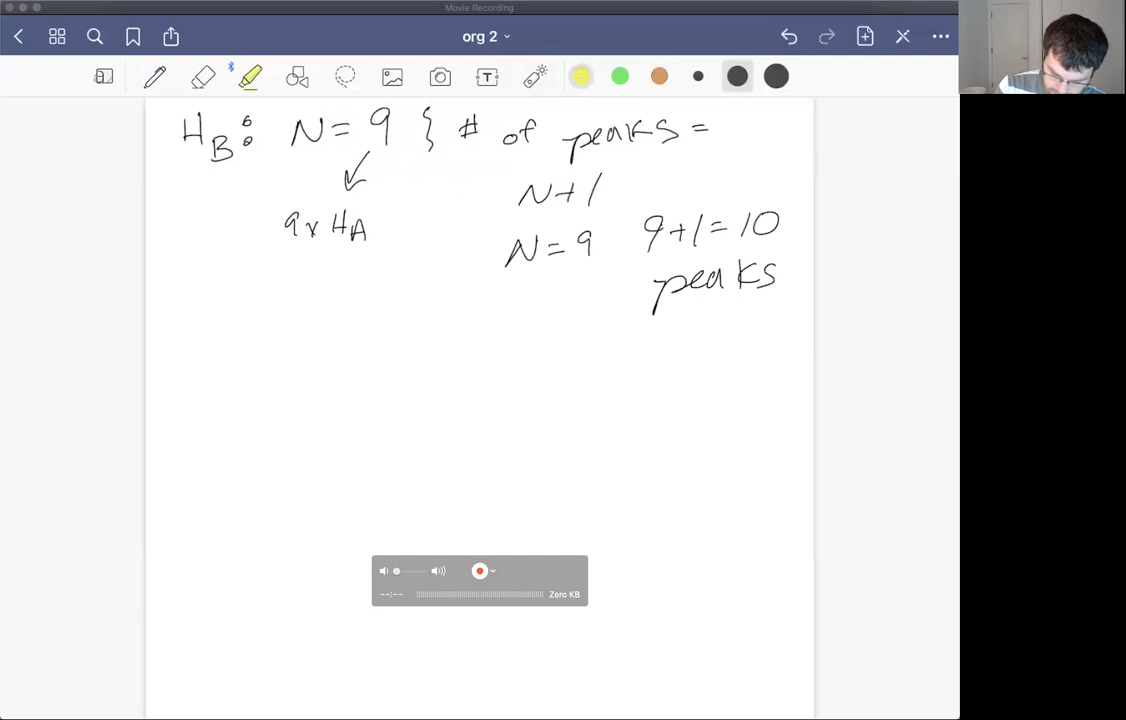 Movie Recording
org 2
H_B: N = 9 } # of peaks =
N + 1
9 x H_A
N = 9 9 + 1 = 10
peaks
--:-- Zero KB